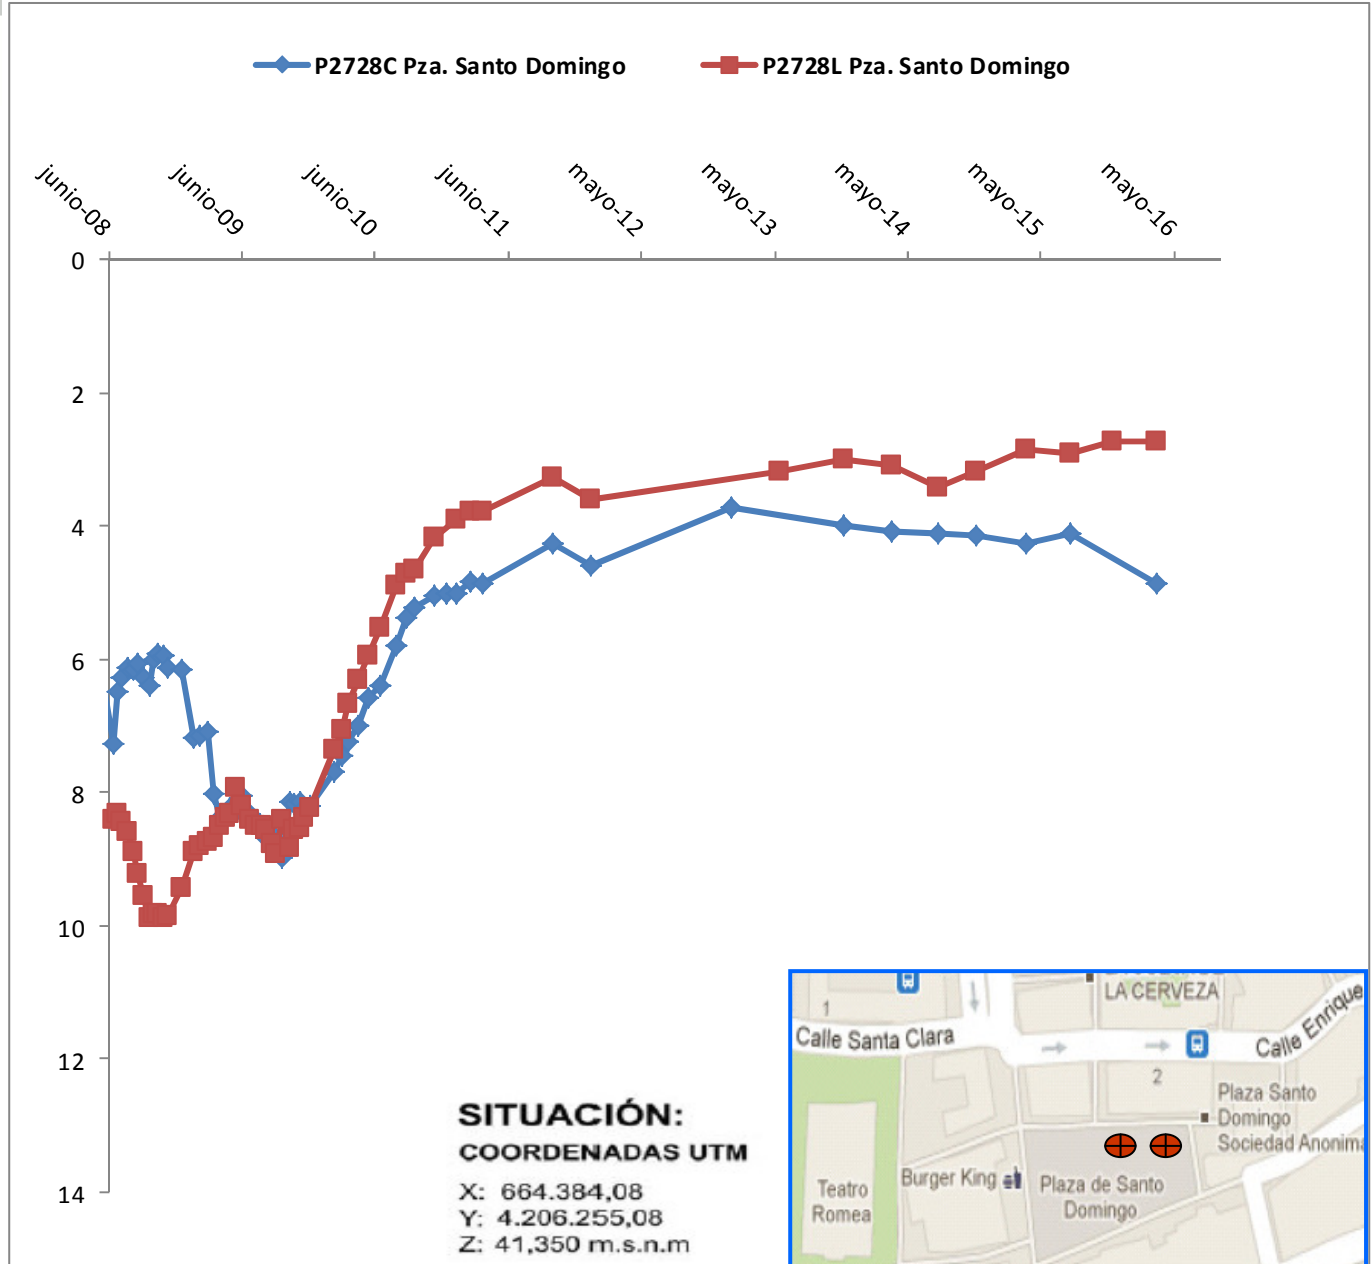 P2728C Pza. Santo Domingo P2728L Pza. Santo Domingo
junio-08 junio-09 junio-10 junio-11 mayo-12 mayo-13 mayo-14 mayo-15 mayo-16
0
2
4
6
8
10
12
14
SITUACIÓN:
COORDENADAS UTM
X: 664.384,08
Y: 4.206.255,08
Z: 41,350 m.s.n.m
LA CERVEZA
1
Calle Santa Clara
Calle Enrique
2
Plaza Santo
Domingo
Sociedad Anonima
Burger King
Plaza de Santo
Domingo
Teatro
Romea